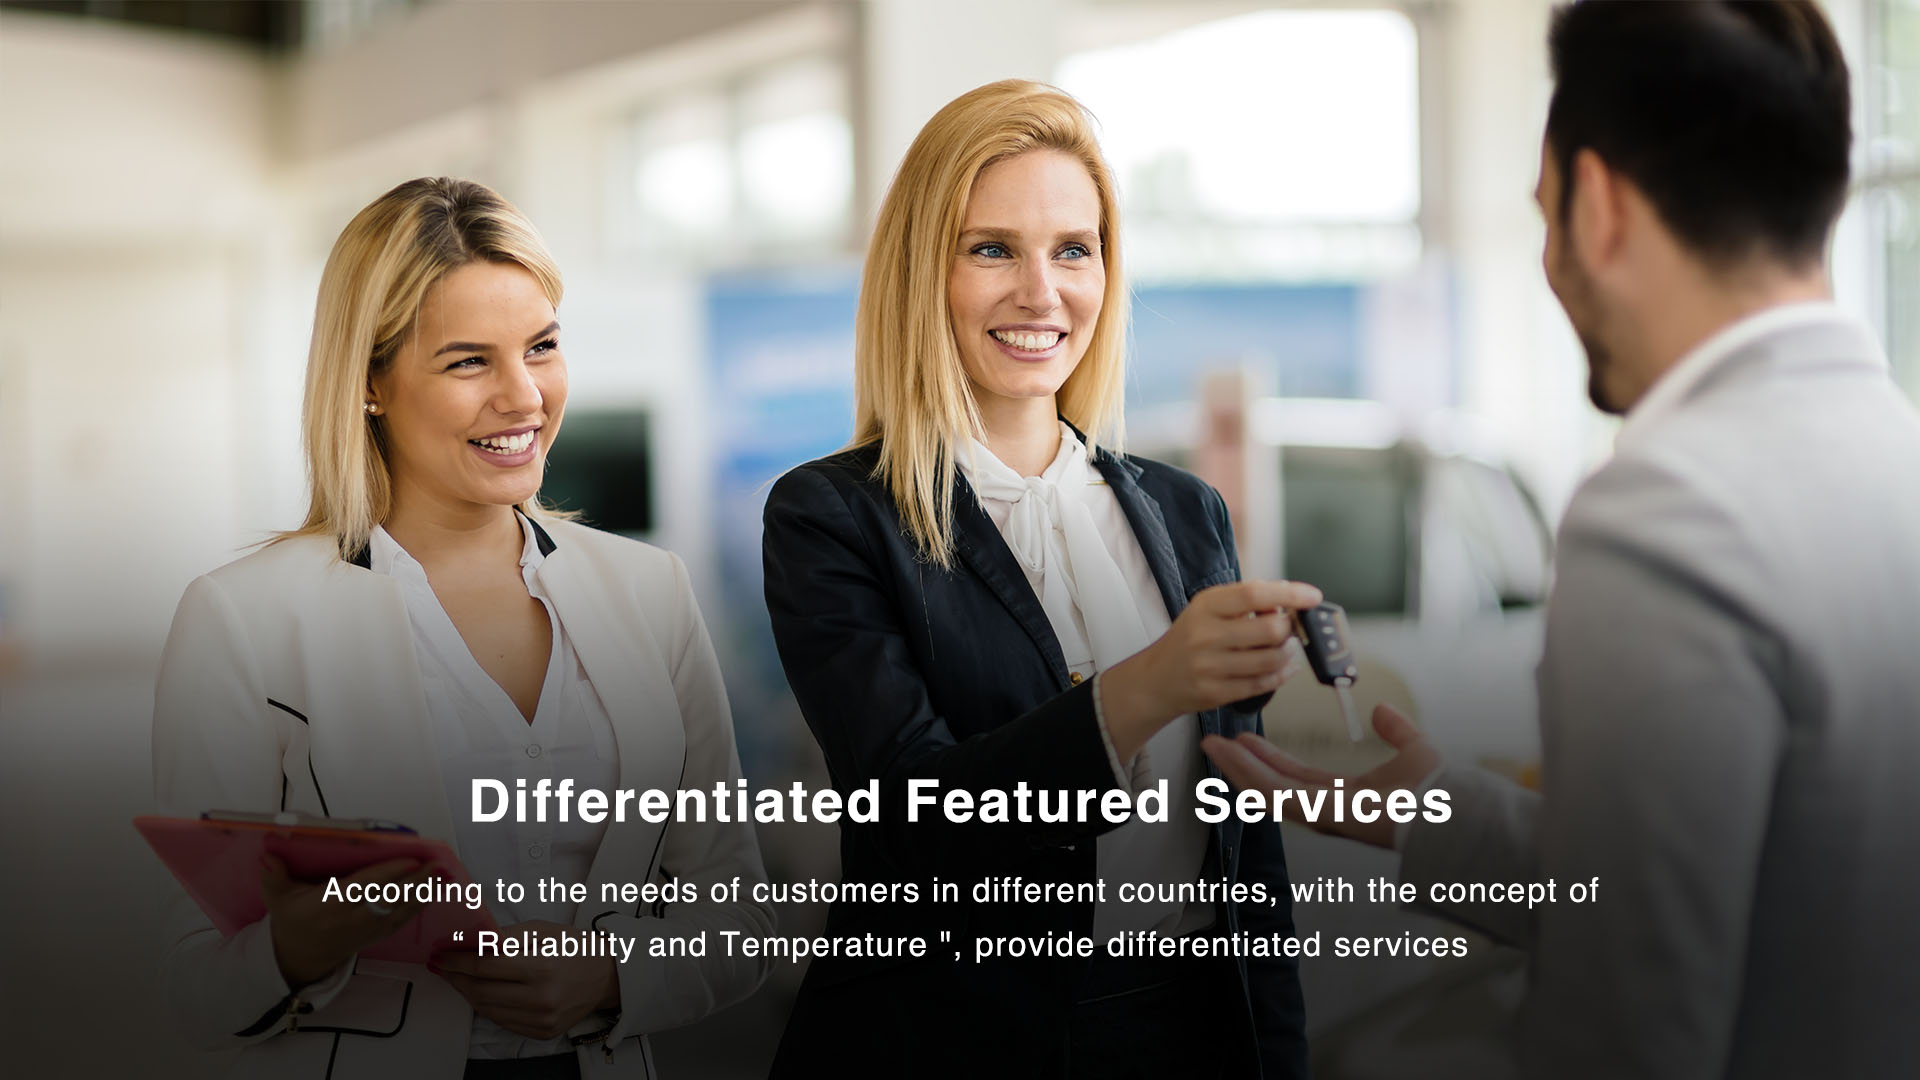 Differentiated Featured Services
According to the needs of customers in different countries, with the concept of
“ Reliability and Temperature ", provide differentiated services